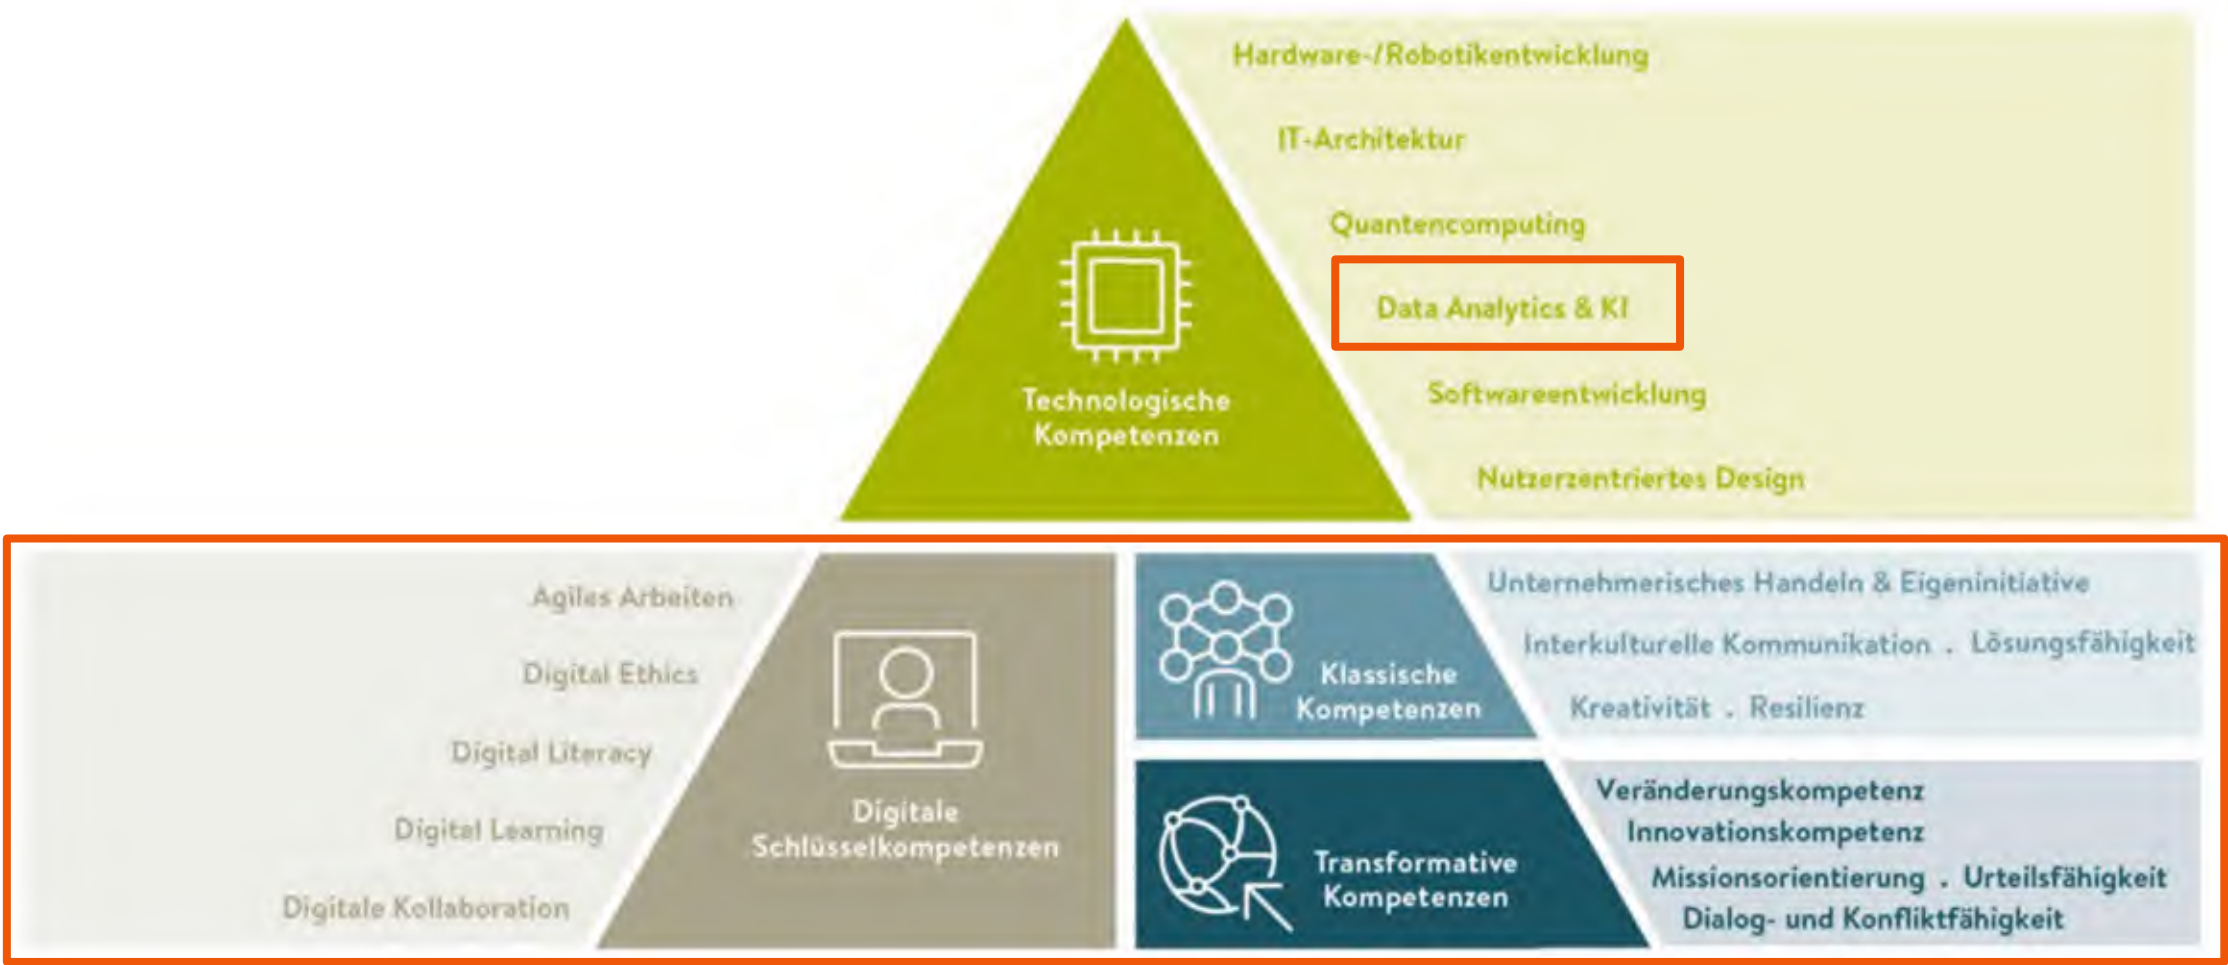 Hardware-/Robotikentwicklung
IT-Architektur
Quantencomputing
Data Analytics & KI
Softwareentwicklung
Nutzerzentriertes Design
Technologische
Kompetenzen
Agiles Arbeiten
Digital Ethics
Digital Literacy
Digital Learning
Digitale Kollaboration
Digitale
Schlüsselkompetenzen
Klassische
Kompetenzen
Unternehmerisches Handeln & Eigeninitiative
Interkulturelle Kommunikation . Lösungsfähigkeit
Kreativität . Resilienz
Transformative
Kompetenzen
Veränderungskompetenz
Innovationskompetenz
Missionsorientierung . Urteilsfähigkeit
Dialog- und Konfliktfähigkeit